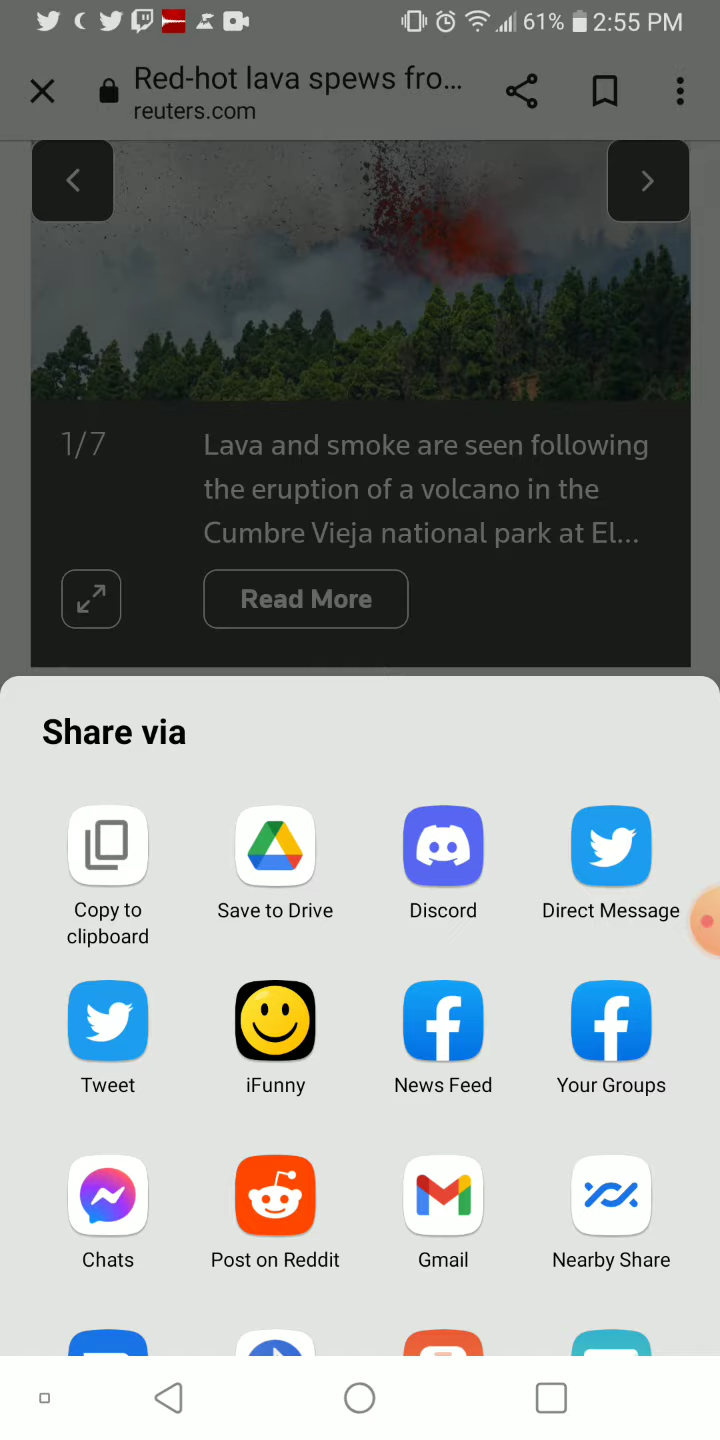 61% 2:55 PM
Red-hot lava spews fro...
reuters.com
1/7
Lava and smoke are seen following
the eruption of a volcano in the
Cumbre Vieja national park at El...
Read More
Share via
Copy to
clipboard
Save to Drive
Discord
Direct Message
Tweet
iFunny
News Feed
Your Groups
Chats
Post on Reddit
Gmail
Nearby Share